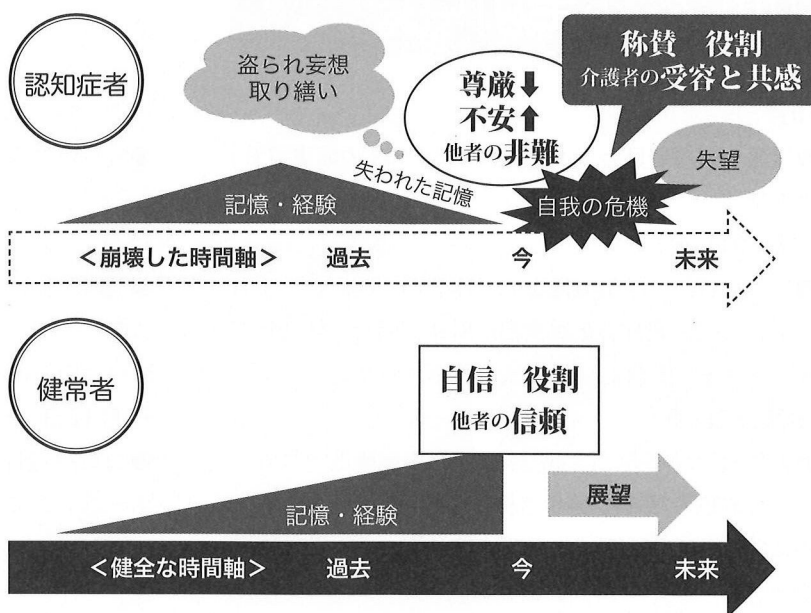 認知症者
盗られ妄想
取り繕い
尊厳⬇
不安⬆
他者の非難
称賛 役割
介護者の受容と共感
失われた記憶
失望
記憶・経験
自我の危機
<崩壊した時間軸> 過去 今 未来
健常者
自信 役割
他者の信頼
記憶・経験
展望
<健全な時間軸> 過去 今 未来